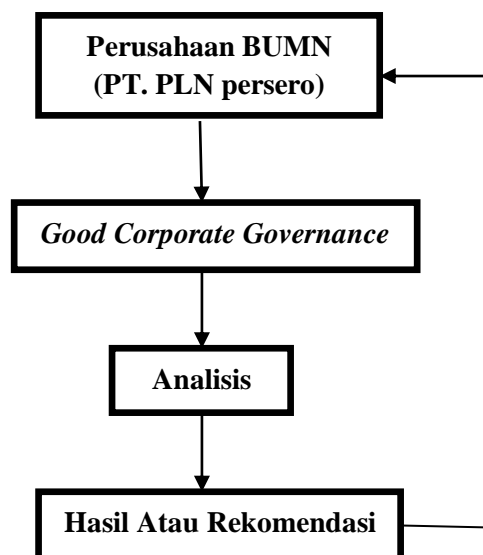 Perusahaan BUMN
(PT. PLN persero)
Good Corporate Governance
Analisis
Hasil Atau Rekomendasi